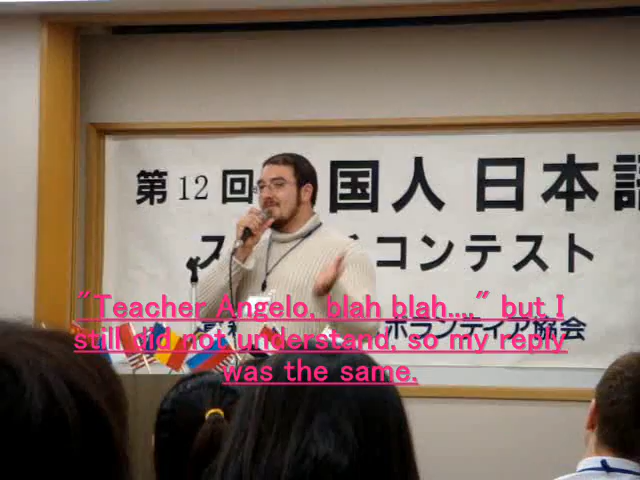 第12回 国人 日本語
ス コンテスト
ボランティア協会
"Teacher Angelo, blah blah...." but I
still did not understand, so my reply
was the same.